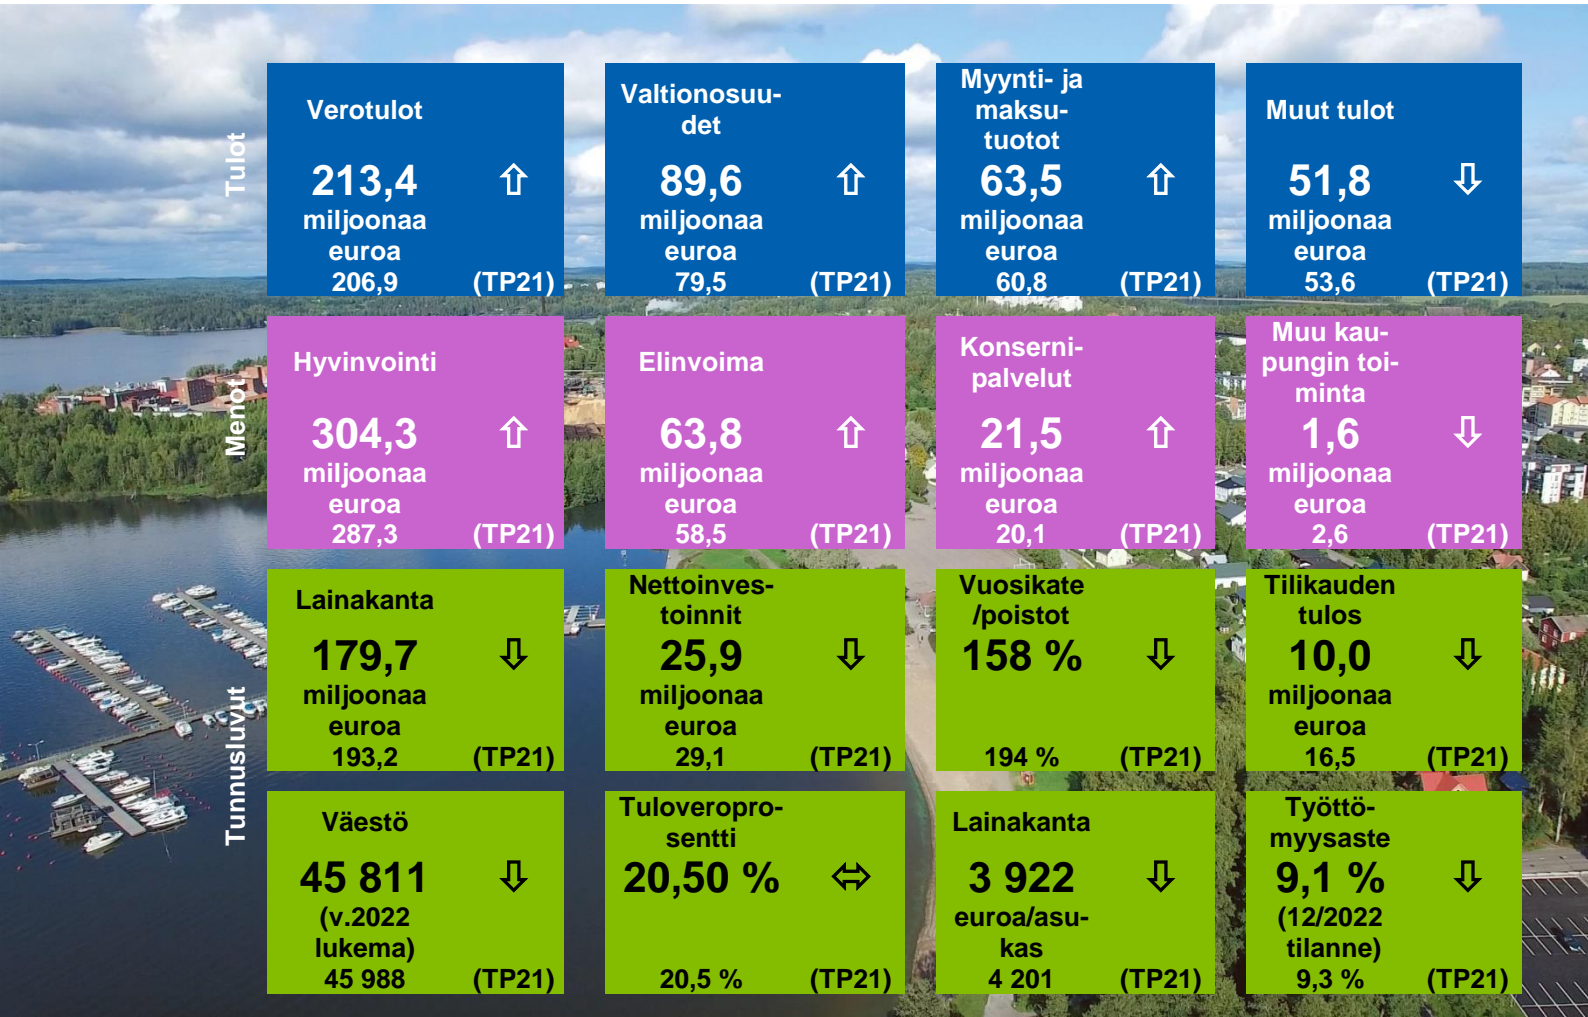 Tulot
Verotulot
213,4
miljoonaa
euroa
206,9 (TP21)
Valtionosuu-
det
89,6
miljoonaa
euroa
79,5 (TP21)
Myynti- ja
maksu-
tuotot
63,5
miljoonaa
euroa
60,8 (TP21)
Muut tulot
51,8
miljoonaa
euroa
53,6 (TP21)
Menot
Hyvinvointi
304,3
miljoonaa
euroa
287,3 (TP21)
Elinvoima
63,8
miljoonaa
euroa
58,5 (TP21)
Konserni-
palvelut
21,5
miljoonaa
euroa
20,1 (TP21)
Muu kau-
pungin toi-
minta
1,6
miljoonaa
euroa
2,6 (TP21)
Tunnusluvut
Lainakanta
179,7
miljoonaa
euroa
193,2 (TP21)
Nettoinves-
toinnit
25,9
miljoonaa
euroa
29,1 (TP21)
Vuosikate
/poistot
158 %
194 % (TP21)
Tilikauden
tulos
10,0
miljoonaa
euroa
16,5 (TP21)
Väestö
45 811
(v.2022
lukema)
45 988 (TP21)
Tuloveropro-
sentti
20,50 %
20,5 % (TP21)
Lainakanta
3 922
euroa/asu-
kas
4 201 (TP21)
Työttö-
myysaste
9,1 %
(12/2022
tilanne)
9,3 % (TP21)